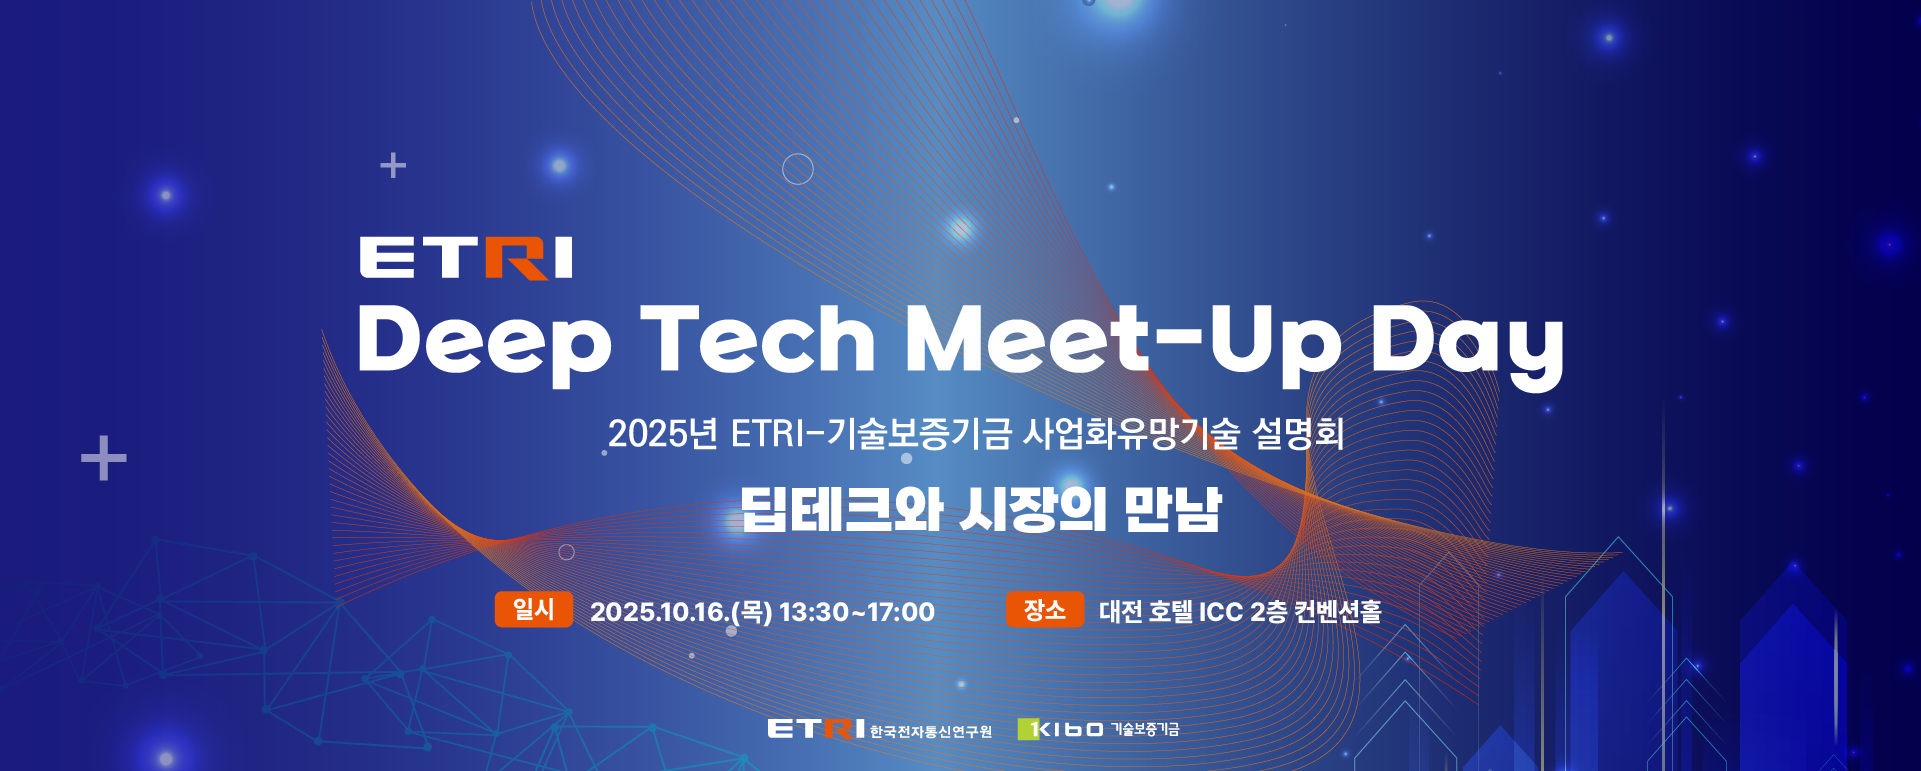 ETRI
Deep Tech Meet-Up Day
2025년 ETRI-기술보증기금 사업화유망기술 설명회
딥테크와 시장의 만남
일시 2025.10.16.(목) 13:30~17:00 장소 대전 호텔 ICC 2층 컨벤션홀
ETRI 한국전자통신연구원 KIBO 기술보증기금